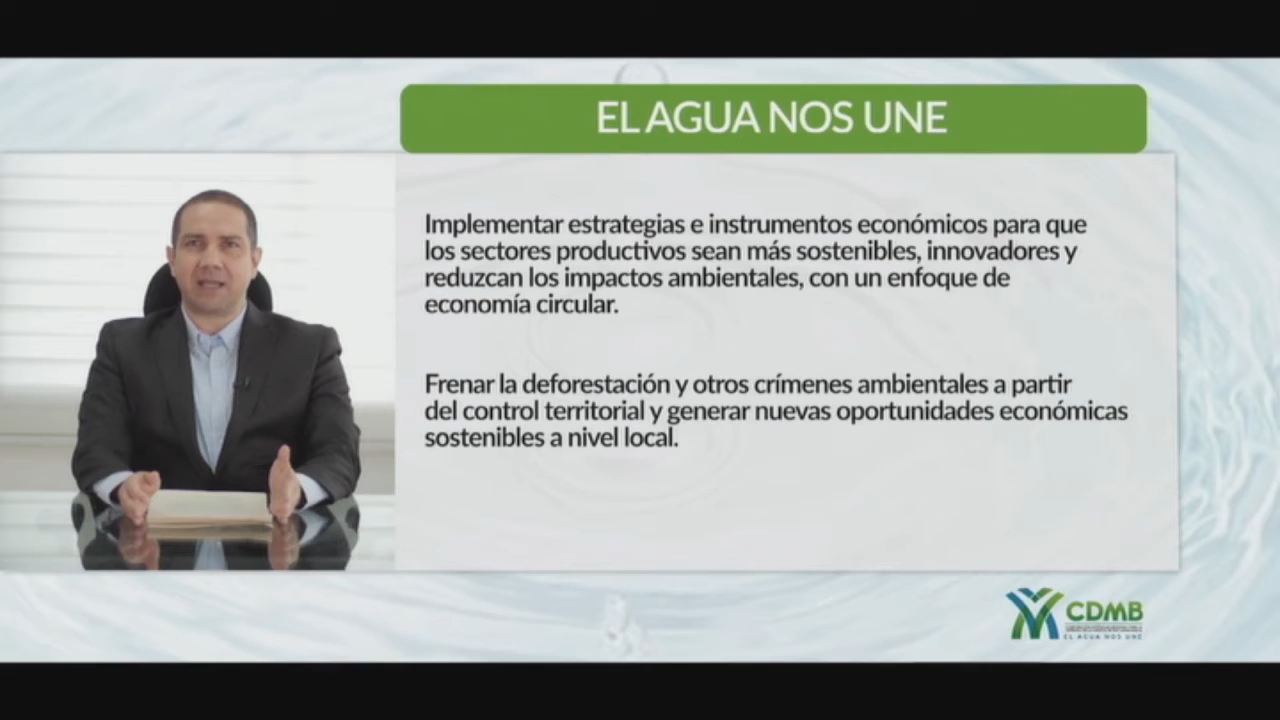 EL AGUA NOS UNE
Implementar estrategias e instrumentos económicos para que
los sectores productivos sean más sostenibles, innovadores y
reduzcan los impactos ambientales, con un enfoque de
economía circular.
Frenar la deforestación y otros crímenes ambientales a partir
del control territorial y generar nuevas oportunidades económicas
sostenibles a nivel local.
CDMB
EL AGUA NOS UNE